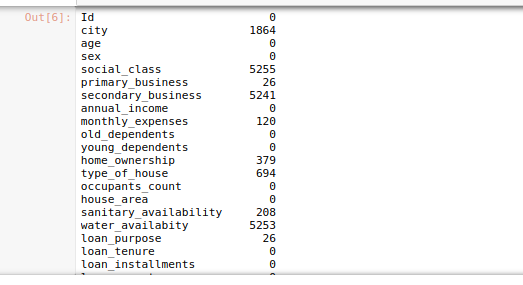 Out[6]: Id 0
city 1864
age 0
sex 0
social_class 5255
primary_business 26
secondary_business 5241
annual_income 0
monthly_expenses 120
old_dependents 0
young_dependents 0
home_ownership 379
type_of_house 694
occupants_count 0
house_area 0
sanitary_availability 208
water_availabity 5253
loan_purpose 26
loan_tenure 0
loan_installments 0